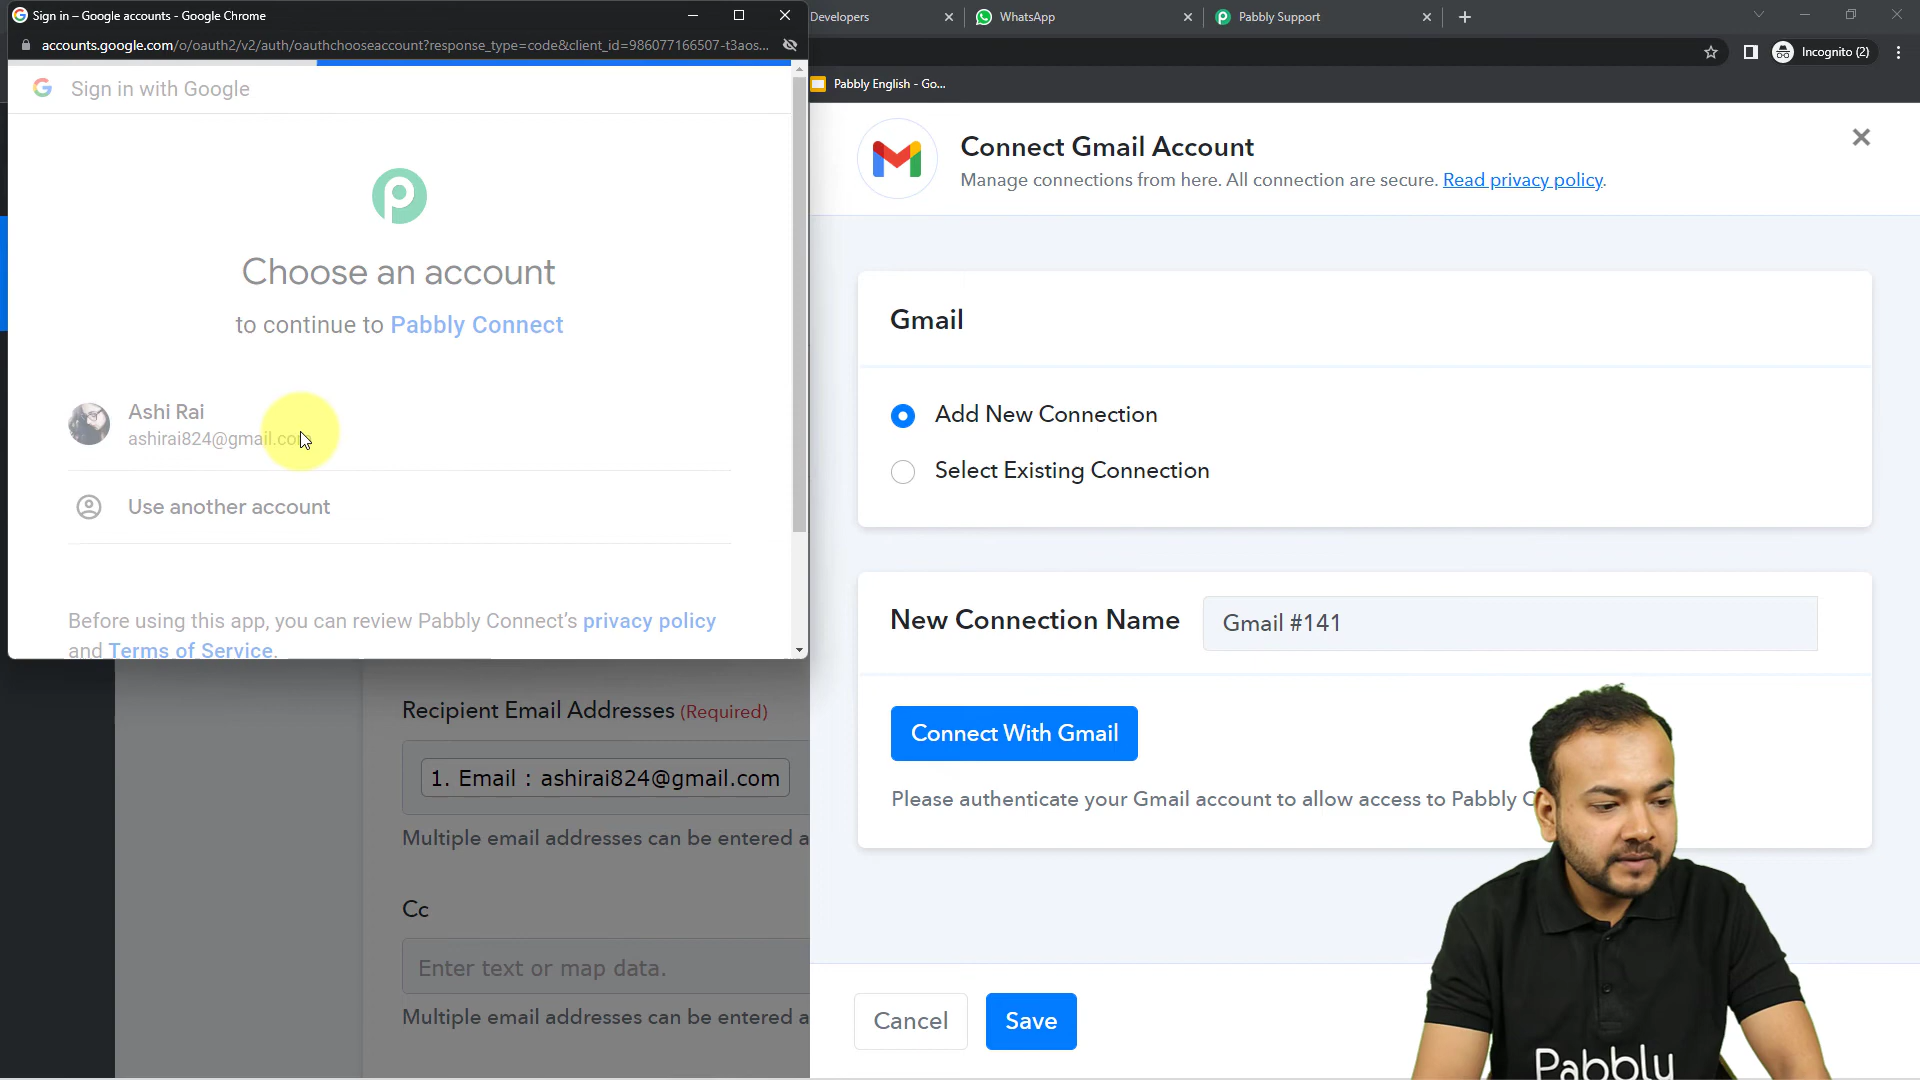 Sign in – Google accounts - Google Chrome
accounts.google.com/o/oauth2/v2/auth/oauthchooseaccount?response_type=code&client_id=986077166507-t3aos...
Developers
WhatsApp
Pabbly Support
Incognito (2)
Pabbly English - Go...
Sign in with Google
Choose an account
to continue to Pabbly Connect
Ashi Rai
ashirai824@gmail.com
Use another account
Before using this app, you can review Pabbly Connect's privacy policy
and Terms of Service.
Recipient Email Addresses (Required)
1. Email : ashirai824@gmail.com
Multiple email addresses can be entered a
Cc
Enter text or map data.
Multiple email addresses can be entered a
Connect Gmail Account
Manage connections from here. All connection are secure. Read privacy policy.
Gmail
Add New Connection
Select Existing Connection
New Connection Name
Gmail #141
Connect With Gmail
Please authenticate your Gmail account to allow access to Pabbly
Cancel
Save
Pabbly